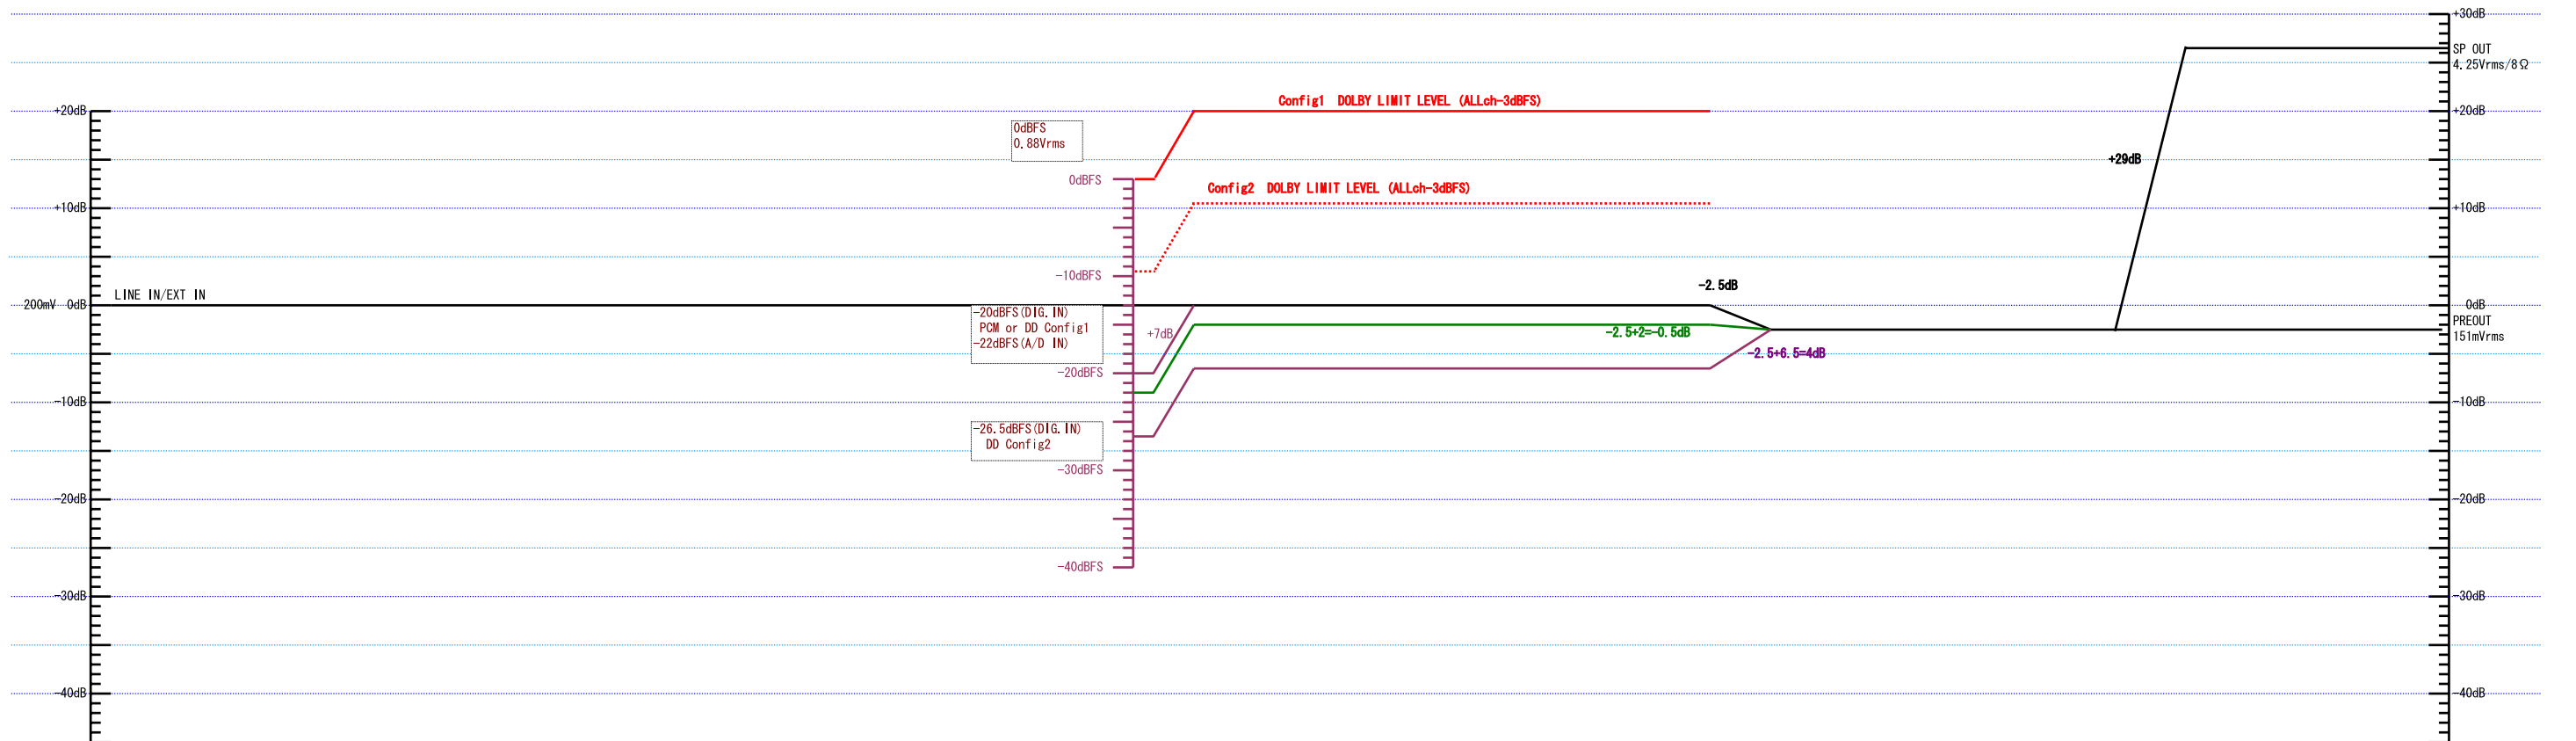 +30dB
SP OUT
4.25Vrms/8Ω
+20dB
Config1  DOLBY LIMIT LEVEL (ALLch-3dBFS)
+20dB
0dBFS
0.88Vrms
+29dB
0dBFS
Config2  DOLBY LIMIT LEVEL (ALLch-3dBFS)
+10dB
+10dB
-10dBFS
-2.5dB
LINE IN/EXT IN
200mV  0dB
0dB
-20dBFS(DIG.IN)
PCM or DD Config1
-22dBFS(A/D IN)
+7dB
-2.5+2=-0.5dB
PREOUT
151mVrms
-2.5+6.5=4dB
-20dBFS
-10dB
-10dB
-26.5dBFS(DIG.IN)
DD Config2
-30dBFS
-20dB
-20dB
-40dBFS
-30dB
-30dB
-40dB
-40dB